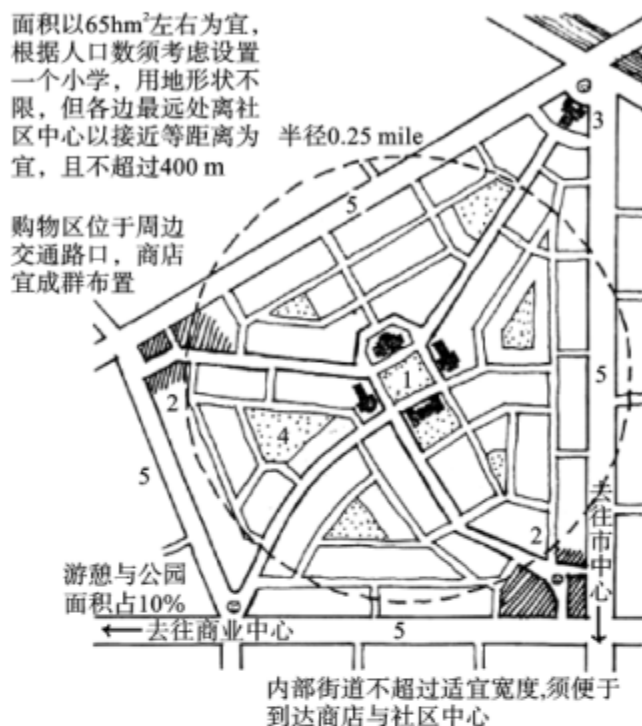 面积以65hm²左右为宜，
根据人口数须考虑设置
一个小学，用地形状不
限，但各边最远处离社
区中心以接近等距离为
宜，且不超过400 m
半径0.25 mile
购物区位于周边
交通路口，商店
宜成群布置
3
5
1
5
2
4
5
2
去往市中心
游憩与公园
面积占10%
去往商业中心
5
内部街道不超过适宜宽度,须便于
到达商店与社区中心